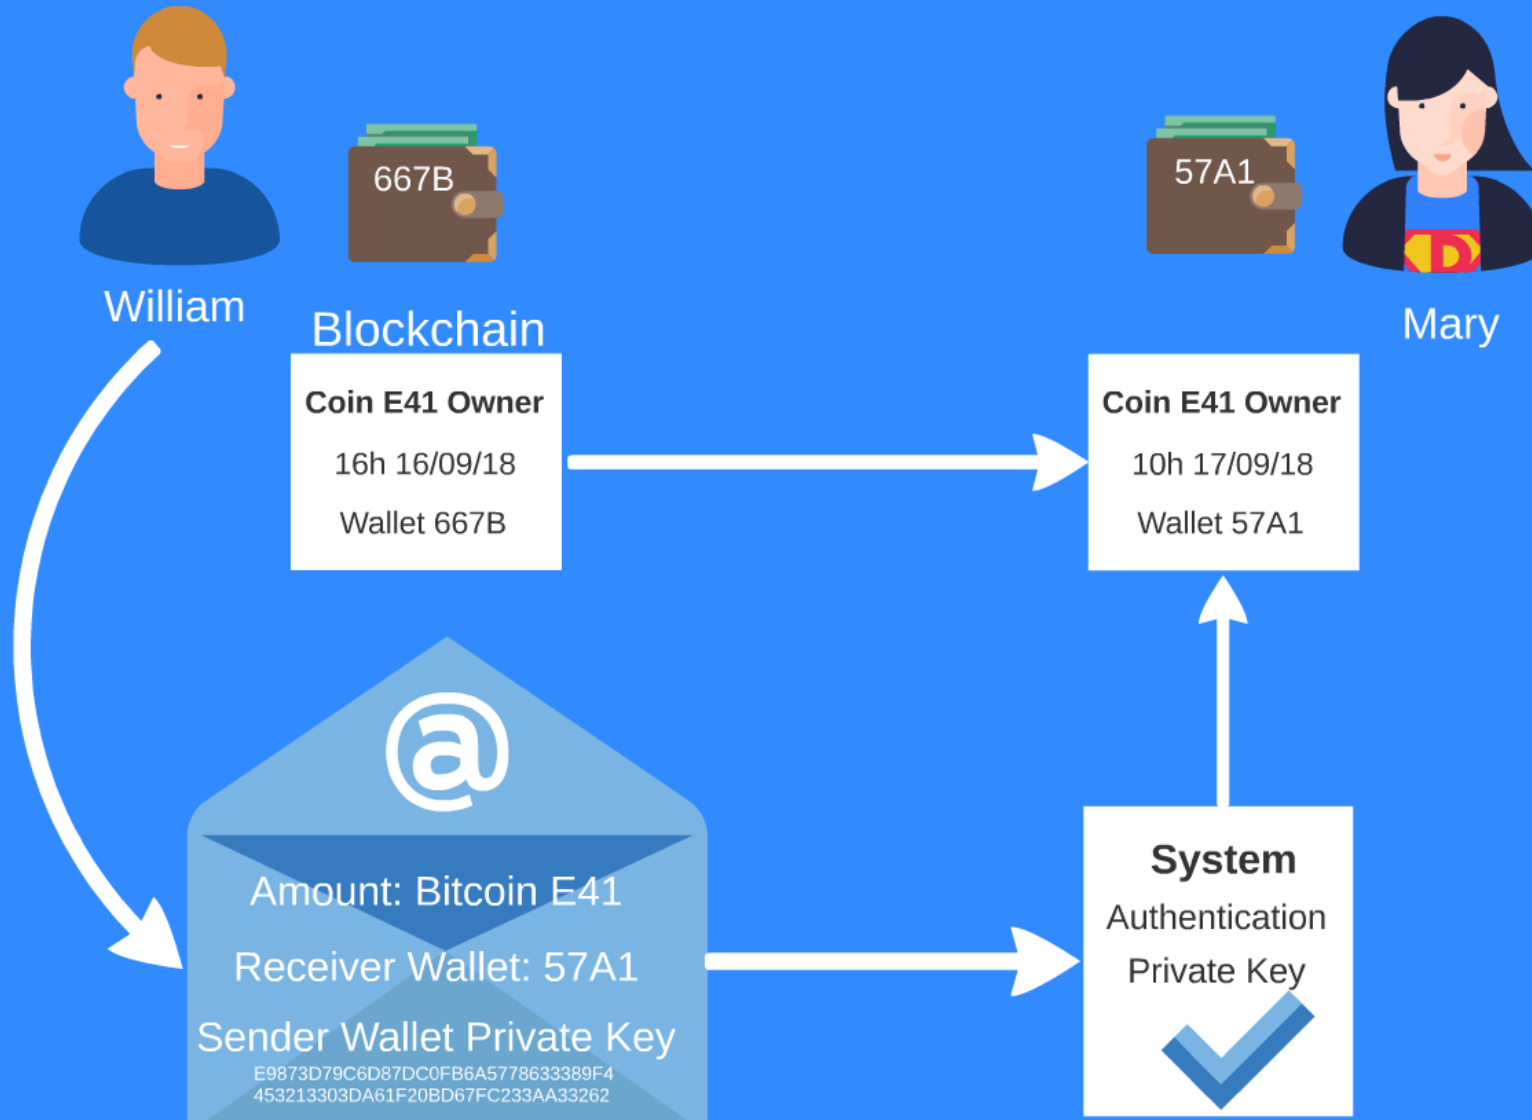 667B
57A1
William
Mary
Blockchain
Coin E41 Owner
16h 16/09/18
Wallet 667B
Coin E41 Owner
10h 17/09/18
Wallet 57A1
@
Amount: Bitcoin E41
Receiver Wallet: 57A1
Sender Wallet Private Key
E9873D79C6D87DC0FB6A5778633389F4
453213303DA61F20BD67FC233AA33262
System
Authentication
Private Key